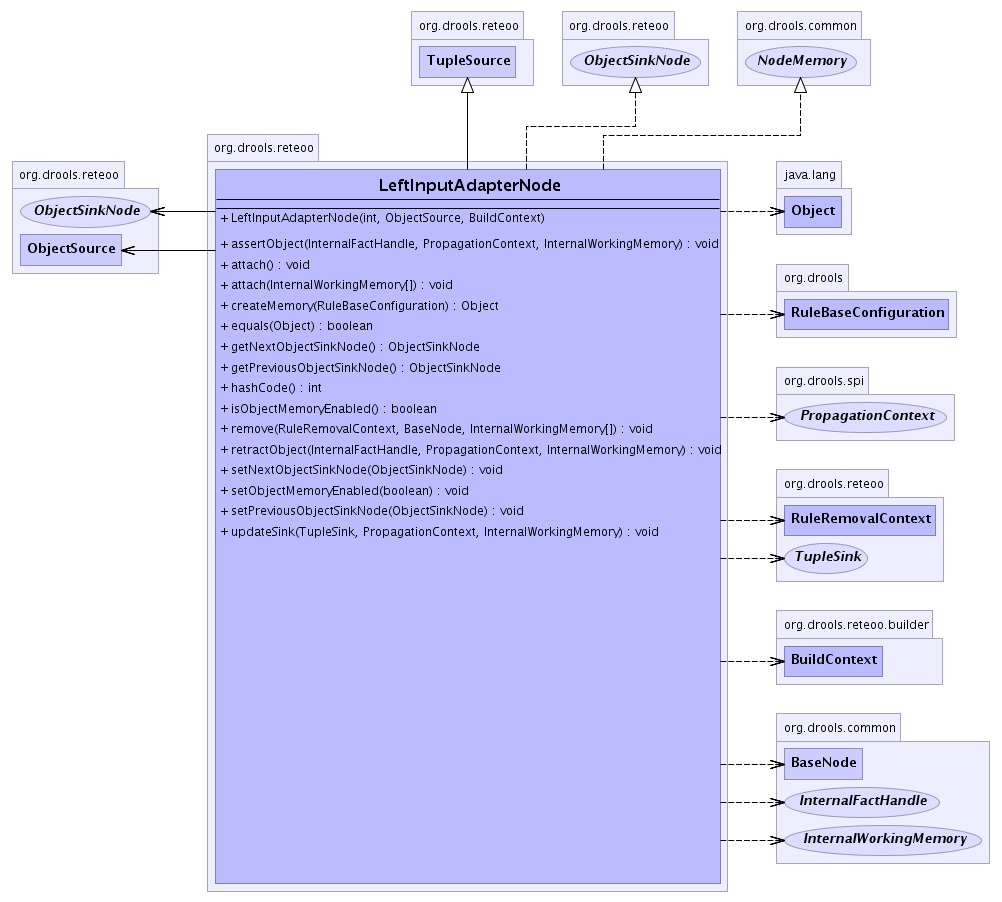 org.drools.reteoo
TupleSource
org.drools.reteoo
ObjectSinkNode
org.drools.common
NodeMemory
org.drools.reteoo
ObjectSinkNode
ObjectSource
org.drools.reteoo
LeftInputAdapterNode
+ LeftInputAdapterNode(int, ObjectSource, BuildContext)
+ assertObject(InternalFactHandle, PropagationContext, InternalWorkingMemory) : void
+ attach() : void
+ attach(InternalWorkingMemory[]) : void
+ createMemory(RuleBaseConfiguration) : Object
+ equals(Object) : boolean
+ getNextObjectSinkNode() : ObjectSinkNode
+ getPreviousObjectSinkNode() : ObjectSinkNode
+ hashCode() : int
+ isObjectMemoryEnabled() : boolean
+ remove(RuleRemovalContext, BaseNode, InternalWorkingMemory[]) : void
+ retractObject(InternalFactHandle, PropagationContext, InternalWorkingMemory) : void
+ setNextObjectSinkNode(ObjectSinkNode) : void
+ setObjectMemoryEnabled(boolean) : void
+ setPreviousObjectSinkNode(ObjectSinkNode) : void
+ updateSink(TupleSink, PropagationContext, InternalWorkingMemory) : void
java.lang
Object
org.drools
RuleBaseConfiguration
org.drools.spi
PropagationContext
org.drools.reteoo
RuleRemovalContext
TupleSink
org.drools.reteoo.builder
BuildContext
org.drools.common
BaseNode
InternalFactHandle
InternalWorkingMemory